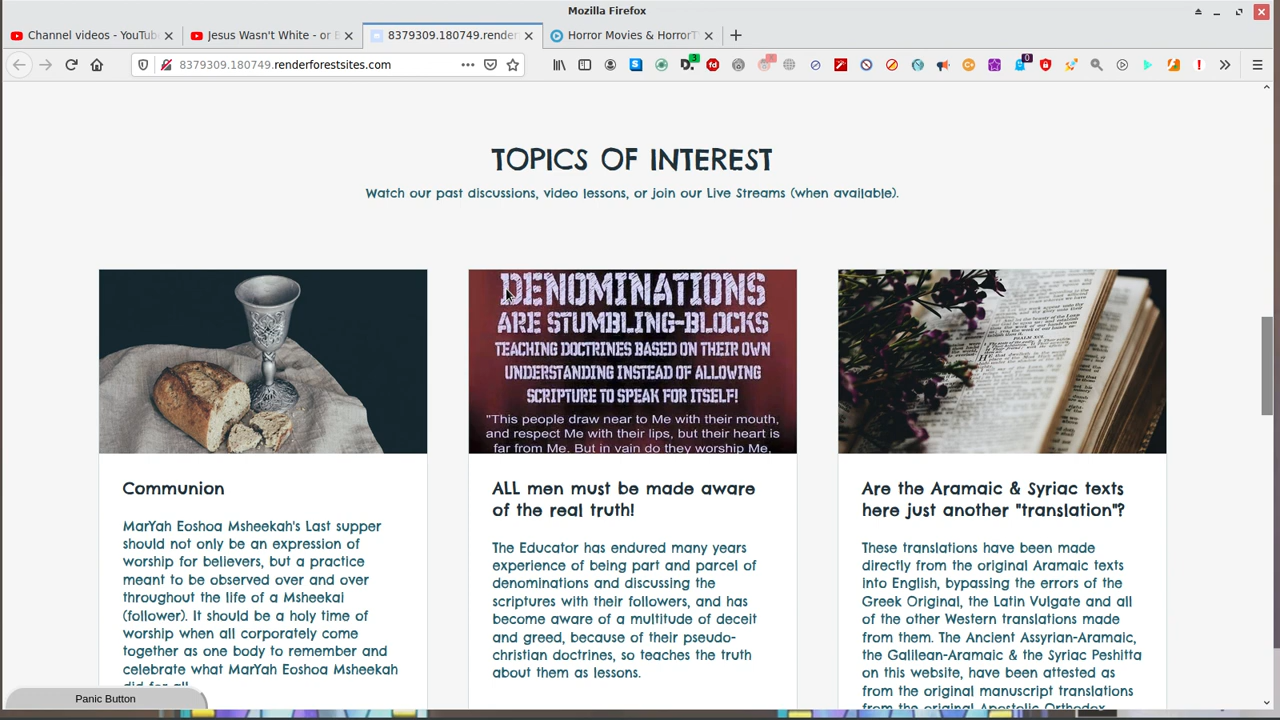 Mozilla Firefox
Channel videos - YouTub
Jesus Wasn't White - or B
8379309.180749.render
Horror Movies & HorrorT
8379309.180749.renderforestsites.com
3
0
TOPICS OF INTEREST
Watch our past discussions, video lessons, or join our Live Streams (when available).
DENOMINATIONS
ARE STUMBLING-BLOCKS
TEACHING DOCTRINES BASED ON THEIR OWN
UNDERSTANDING INSTEAD OF ALLOWING
SCRIPTURE TO SPEAK FOR ITSELF!
"This people draw near to Me with their mouth,
and respect Me with their lips, but their heart is
far from Me. But in vain do they worship Me,
Communion
MarYah Eoshoa Msheekah's Last supper
should not only be an expression of
worship for believers, but a practice
meant to be observed over and over
throughout the life of a Msheekai
(follower). It should be a holy time of
worship when all corporately come
together as one body to remember and
celebrate what MarYah Eoshoa Msheekah
did for all
ALL men must be made aware
of the real truth!
The Educator has endured many years
experience of being part and parcel of
denominations and discussing the
scriptures with their followers, and has
become aware of a multitude of deceit
and greed, because of their pseudo-
christian doctrines, so teaches the truth
about them as lessons.
Are the Aramaic & Syriac texts
here just another "translation"?
These translations have been made
directly from the original Aramaic texts
into English, bypassing the errors of the
Greek Original, the Latin Vulgate and all
of the other Western translations made
from them. The Ancient Assyrian-Aramaic,
the Galilean-Aramaic & the Syriac Peshitta
on this website, have been attested as
from the original manuscript translations
from the original Apostolic Orthodox
Panic Button